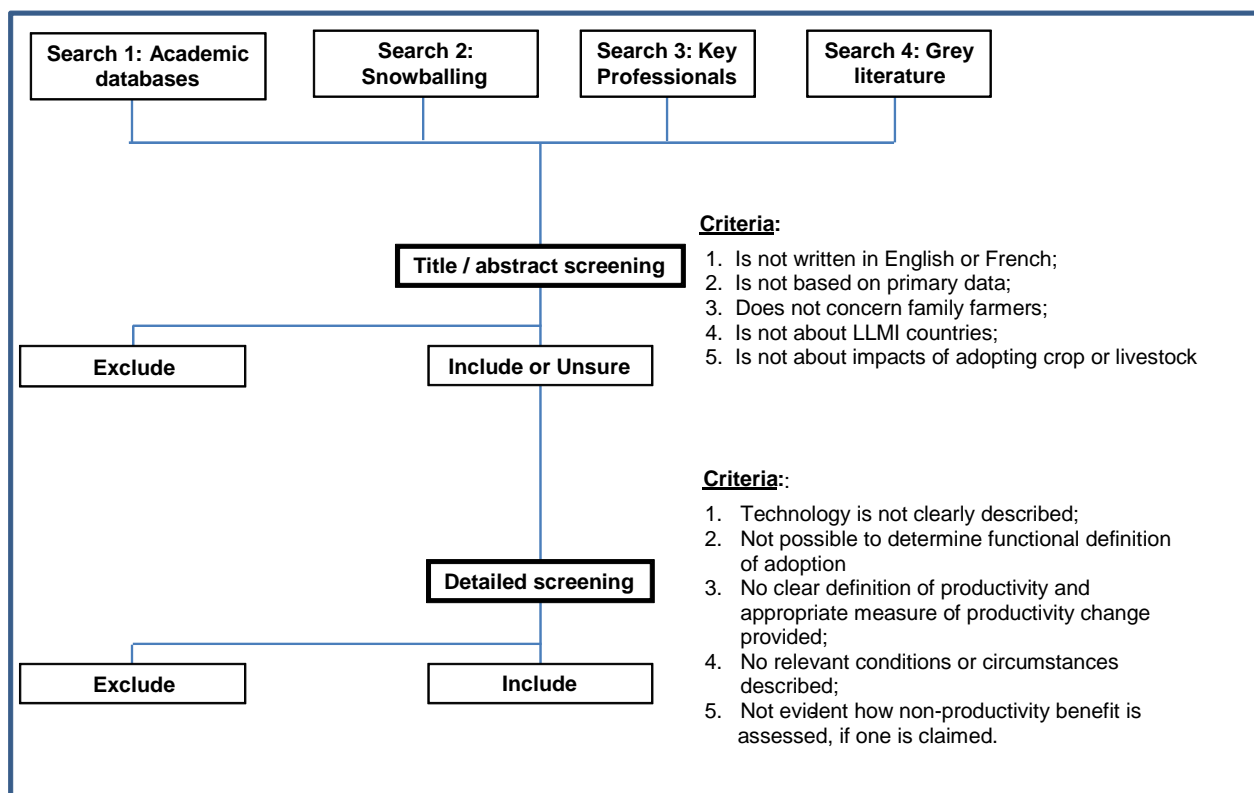 Search 1: Academic
databases
Search 2:
Snowballing
Search 3: Key
Professionals
Search 4: Grey
literature
Title / abstract screening
Criteria:
1. Is not written in English or French;
2. Is not based on primary data;
3. Does not concern family farmers;
4. Is not about LLMI countries;
5. Is not about impacts of adopting crop or livestock
Exclude
Include or Unsure
Detailed screening
Criteria::
1. Technology is not clearly described;
2. Not possible to determine functional definition
of adoption
3. No clear definition of productivity and
appropriate measure of productivity change
provided;
4. No relevant conditions or circumstances
described;
5. Not evident how non-productivity benefit is
assessed, if one is claimed.
Exclude
Include